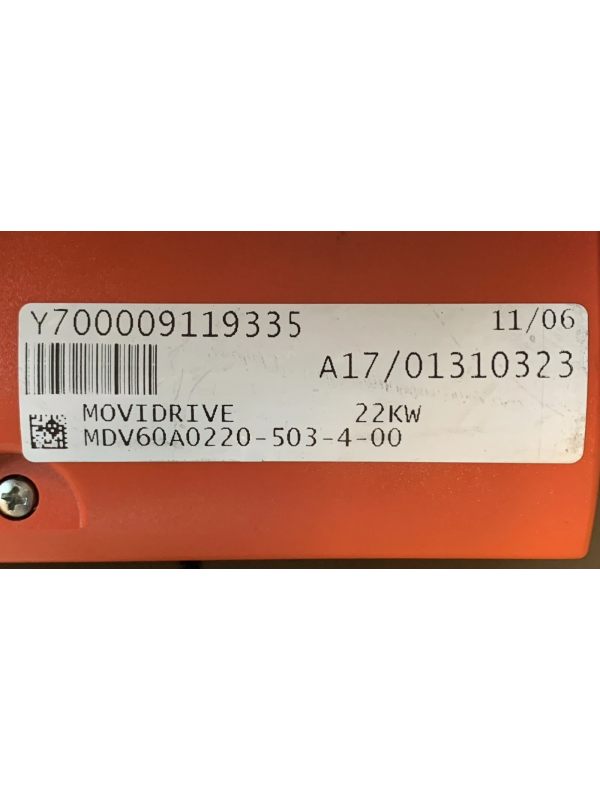 Y700009119335 11/06
A17/01310323
MOVIDRIVE 22KW
MDV60A0220-503-4-00